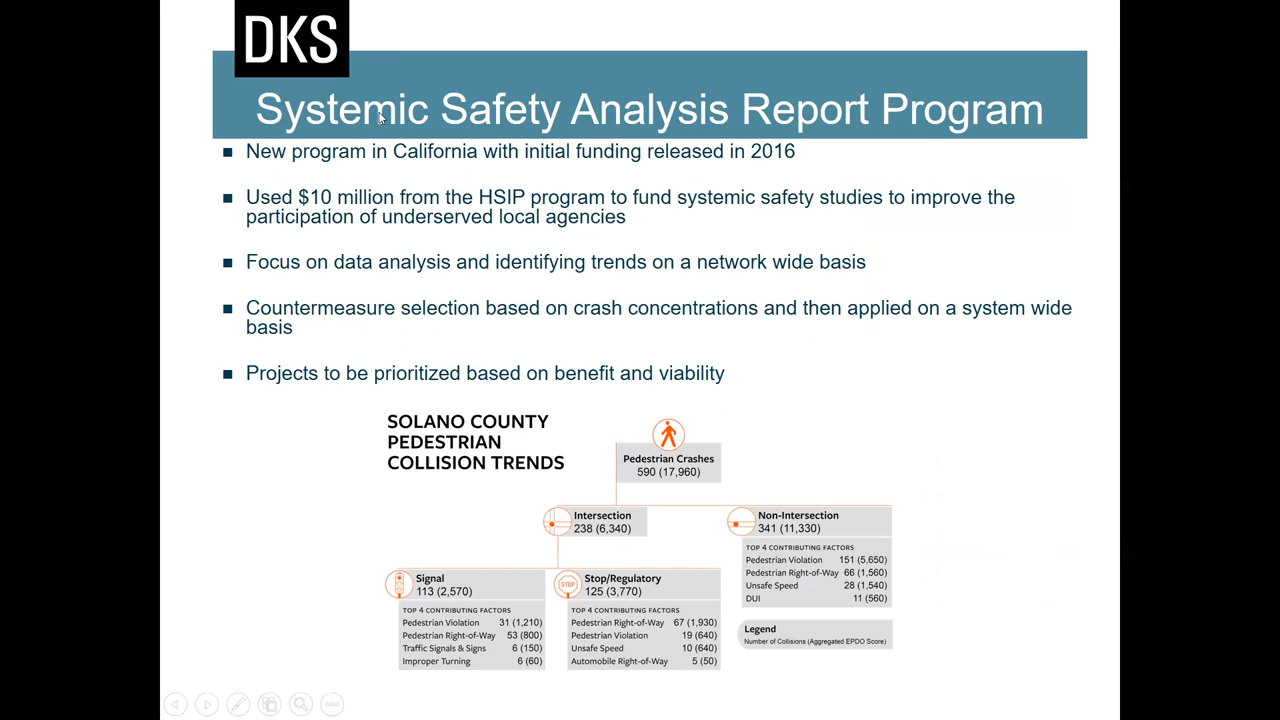 DKS
Systemic Safety Analysis Report Program
New program in California with initial funding released in 2016
Used $10 million from the HSIP program to fund systemic safety studies to improve the
participation of underserved local agencies
Focus on data analysis and identifying trends on a network wide basis
Countermeasure selection based on crash concentrations and then applied on a system wide
basis
Projects to be prioritized based on benefit and viability
SOLANO COUNTY
PEDESTRIAN
COLLISION TRENDS
Pedestrian Crashes
590 (17,960)
Intersection
238 (6,340)
Non-Intersection
341 (11,330)
TOP 4 CONTRIBUTING FACTORS
Pedestrian Violation 151 (5,650)
Pedestrian Right-of-Way 66 (1,560)
Unsafe Speed 28 (1,540)
DUI 11 (560)
Signal
113 (2,570)
TOP 4 CONTRIBUTING FACTORS
Pedestrian Violation 31 (1,210)
Pedestrian Right-of-Way 53 (800)
Traffic Signals & Signs 6 (150)
Improper Turning 6 (60)
STOP
Stop/Regulatory
125 (3,770)
TOP 4 CONTRIBUTING FACTORS
Pedestrian Right-of-Way 67 (1,930)
Pedestrian Violation 19 (640)
Unsafe Speed 10 (640)
Automobile Right-of-Way 5 (50)
Legend
Number of Collisions (Aggregated EPDO Score)